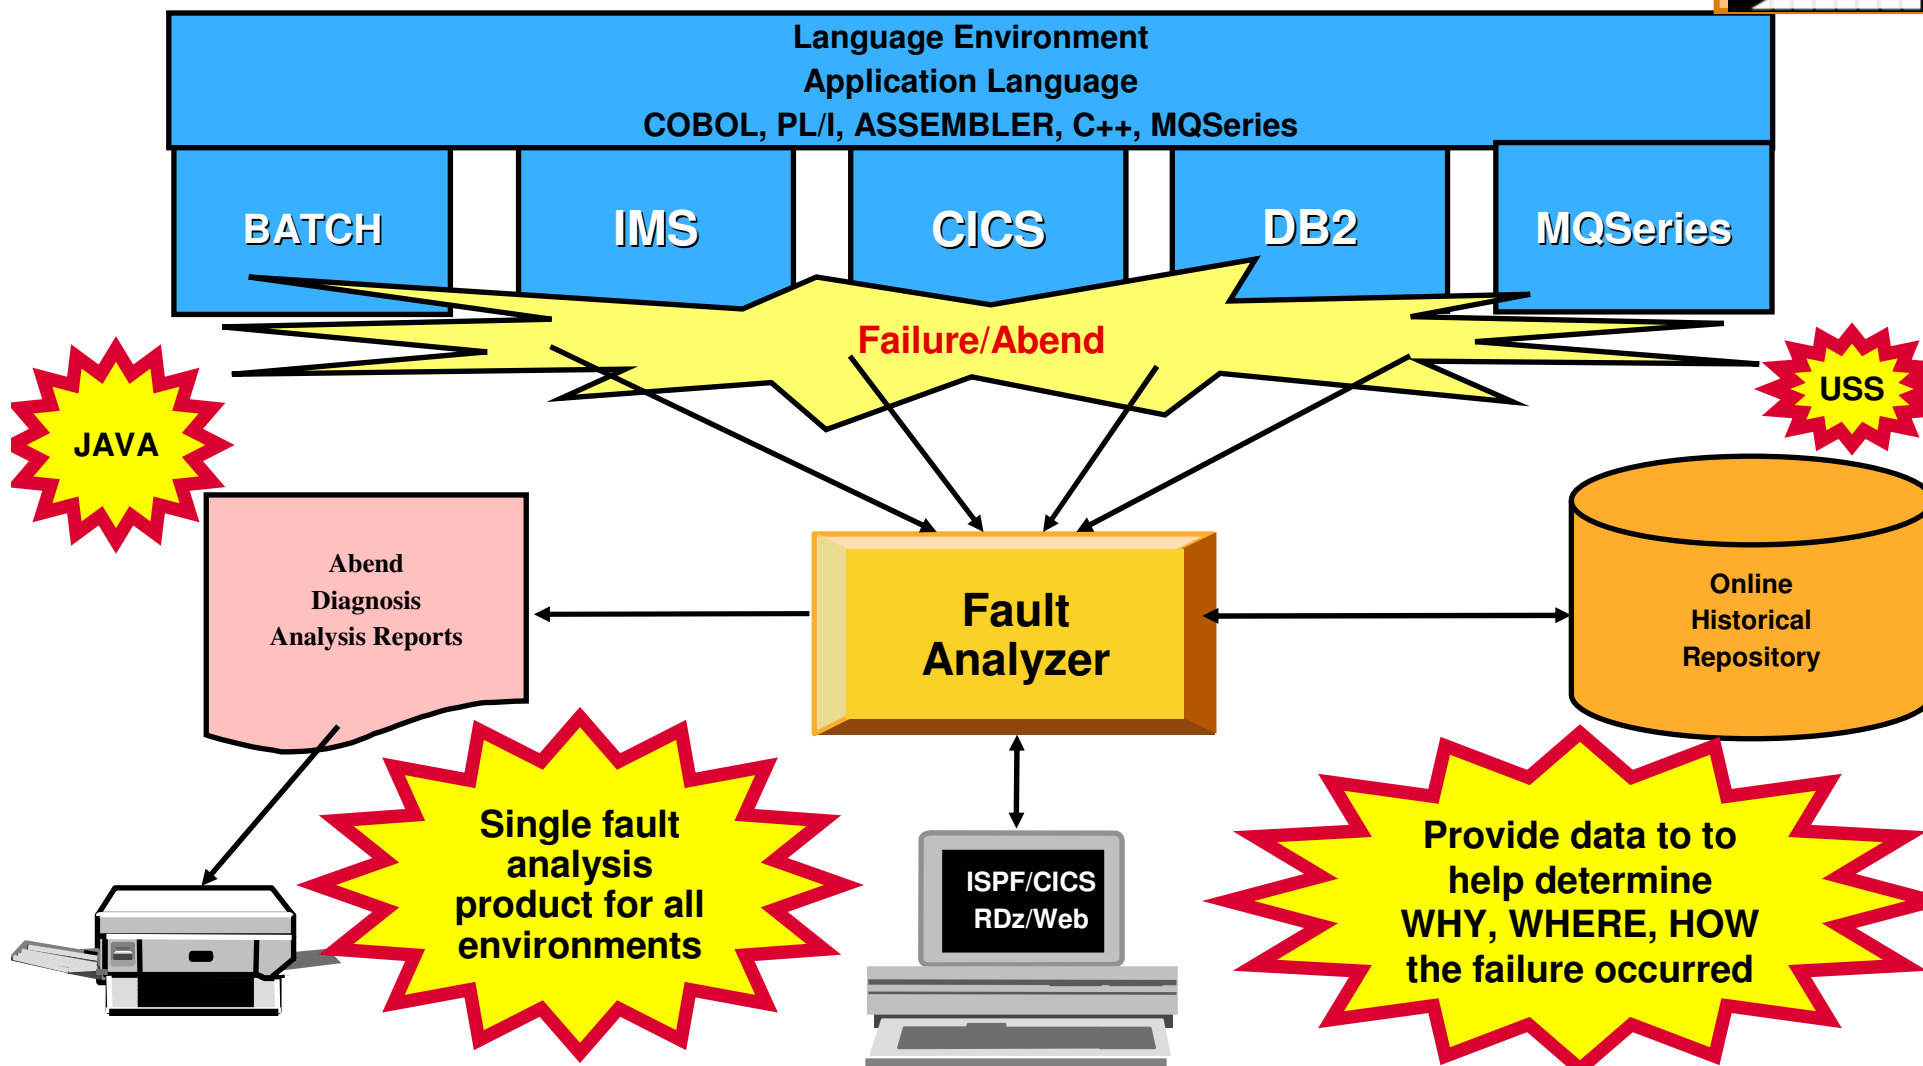 Language Environment
Application Language
COBOL, PL/I, ASSEMBLER, C++, MQSeries
BATCH
IMS
CICS
DB2
MQSeries
Failure/Abend
JAVA
USS
Abend
Diagnosis
Analysis Reports
Fault
Analyzer
Online
Historical
Repository
Single fault
analysis
product for all
environments
ISPF/CICS
RDz/Web
Provide data to to
help determine
WHY, WHERE, HOW
the failure occurred